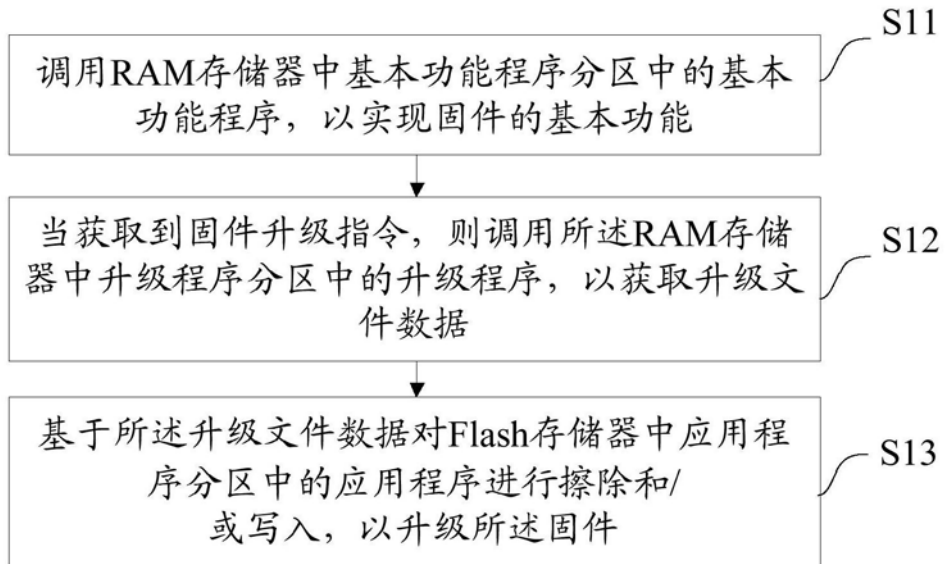 S11
调用RAM存储器中基本功能程序分区中的基本
功能程序，以实现固件的基本功能
S12
当获取到固件升级指令，则调用所述RAM存储
器中升级程序分区中的升级程序，以获取升级文
件数据
S13
基于所述升级文件数据对Flash存储器中应用程
序分区中的应用程序进行擦除和/
或写入，以升级所述固件